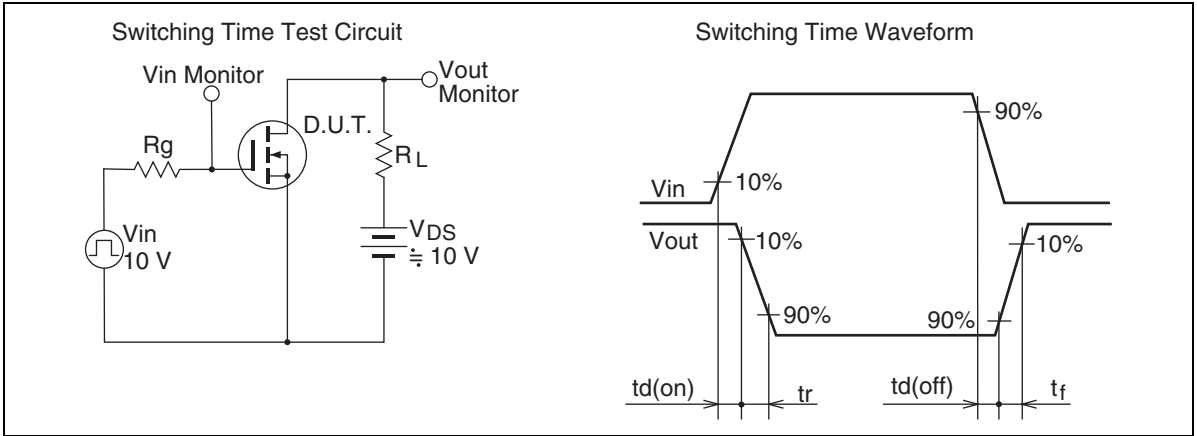 Switching Time Test Circuit
Vin Monitor
Vout
Monitor
D.U.T.
Rg
RL
Vin
10 V
VDS
≒ 10 V
Switching Time Waveform
90%
Vin
10%
Vout
10%
10%
90%
90%
td(on)
tr
td(off)
tf